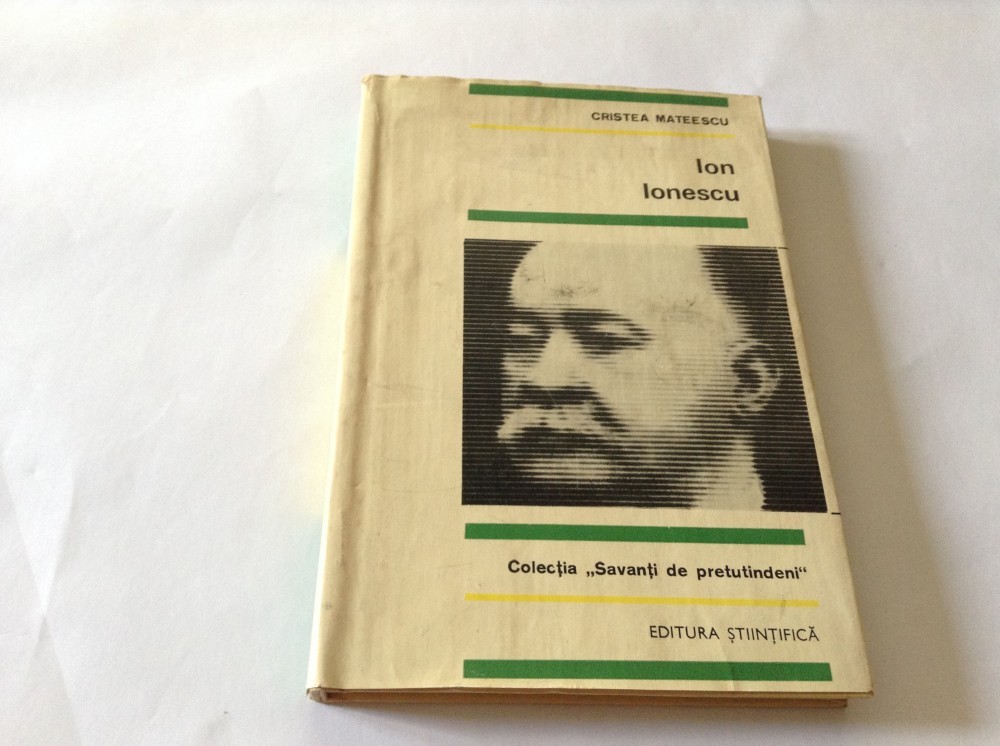 CRISTEA MATEESCU
Ion
Ionescu
Colecția „Savanți de pretutindeni“
EDITURA ȘTIINȚIFICĂ